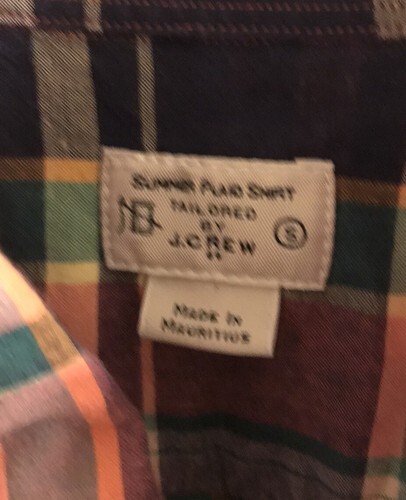 SUMMER PLAID SHIRT
TAILORED
BY
J.CREW
S
MADE IN
MAURITIUS